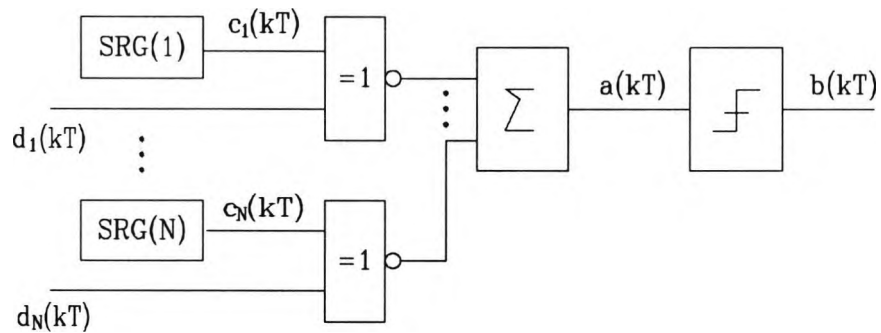 SRG(1)
c₁(kT)
=1
d₁(kT)
∑
a(kT)
b(kT)
SRG(N)
c_N(kT)
=1
d_N(kT)